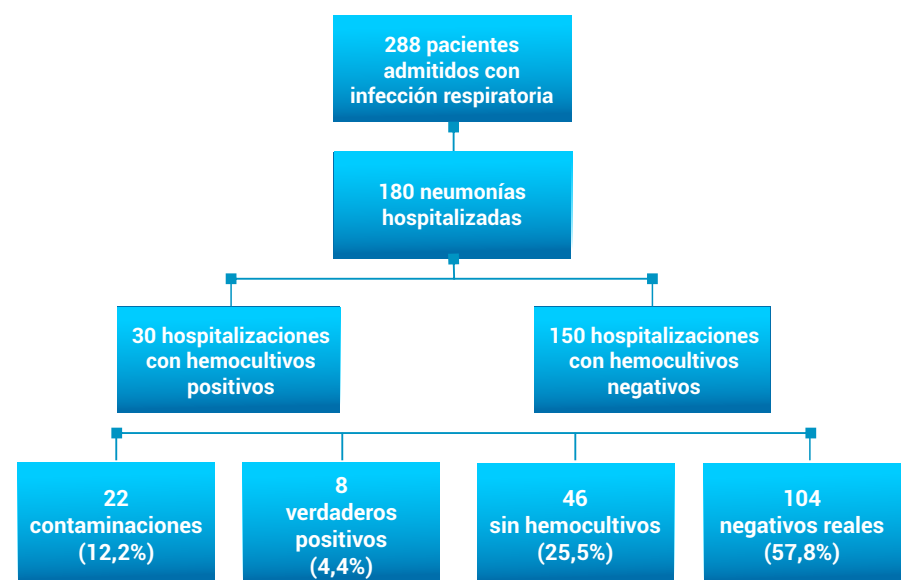 288 pacientes
admitidos con
infección respiratoria
180 neumonías
hospitalizadas
30 hospitalizaciones
con hemocultivos
positivos
150 hospitalizaciones
con hemocultivos
negativos
22
contaminaciones
(12,2%)
8
verdaderos
positivos
(4,4%)
46
sin hemocultivos
(25,5%)
104
negativos reales
(57,8%)